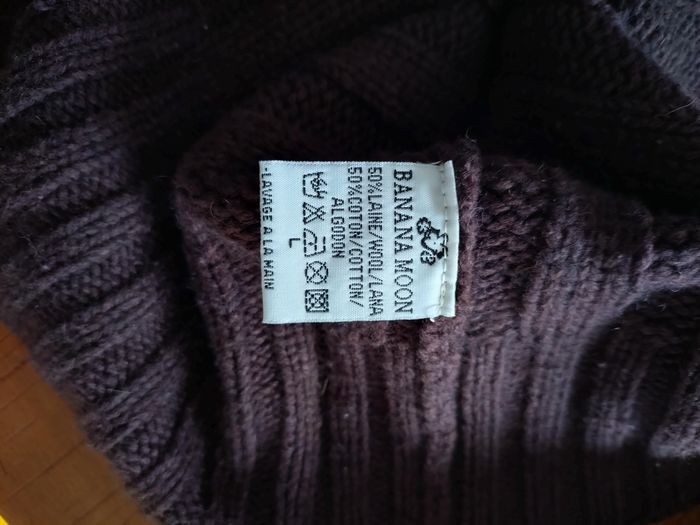 BANANA MOON
50%LAINE/WOOL/LANA
50%COTON/COTTON/
ALGODON
L
-LAVAGE A LA MAIN